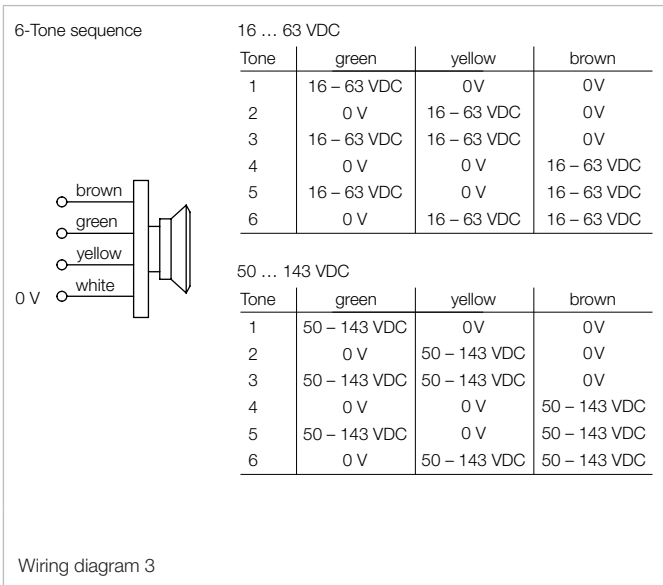 6-Tone sequence
16 … 63 VDC
Tone green yellow brown
1 16 – 63 VDC 0V 0V
2 0 V 16 – 63 VDC 0V
3 16 – 63 VDC 16 – 63 VDC 0V
4 0 V 0 V 16 – 63 VDC
5 16 – 63 VDC 0 V 16 – 63 VDC
6 0 V 16 – 63 VDC 16 – 63 VDC
brown
green
yellow
0 V white
50 … 143 VDC
Tone green yellow brown
1 50 – 143 VDC 0V 0V
2 0 V 50 – 143 VDC 0V
3 50 – 143 VDC 50 – 143 VDC 0V
4 0 V 0 V 50 – 143 VDC
5 50 – 143 VDC 0 V 50 – 143 VDC
6 0 V 50 – 143 VDC 50 – 143 VDC
Wiring diagram 3